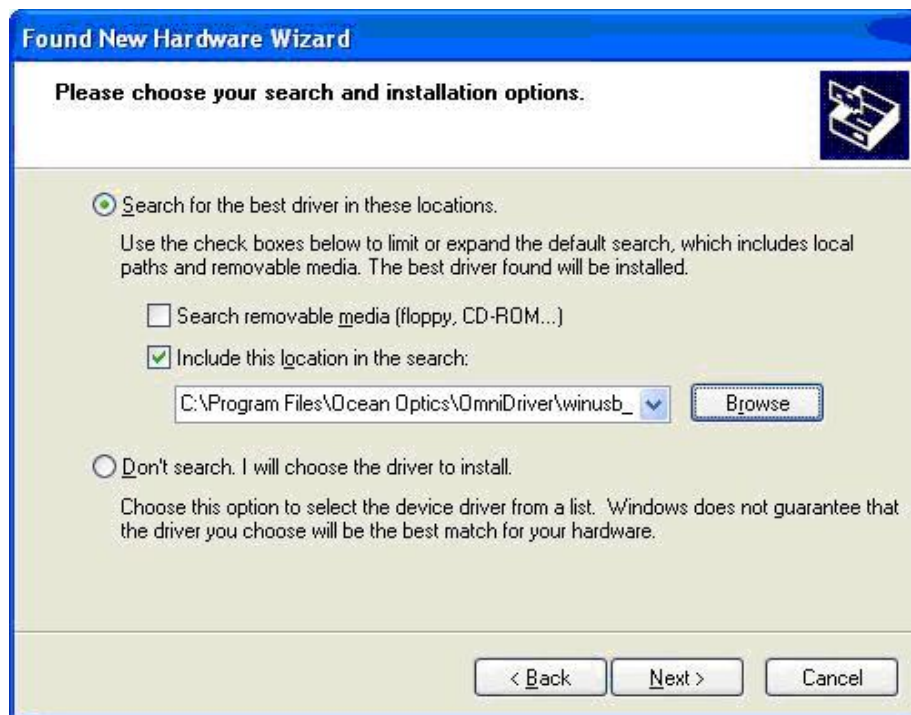 Found New Hardware Wizard
Please choose your search and installation options.
Search for the best driver in these locations.
Use the check boxes below to limit or expand the default search, which includes local
paths and removable media. The best driver found will be installed.
Search removable media (floppy, CD-ROM...)
Include this location in the search:
C:\Program Files\Ocean Optics\OmniDriver\winusb_
Browse
Don't search. I will choose the driver to install.
Choose this option to select the device driver from a list. Windows does not guarantee that
the driver you choose will be the best match for your hardware.
< Back
Next >
Cancel